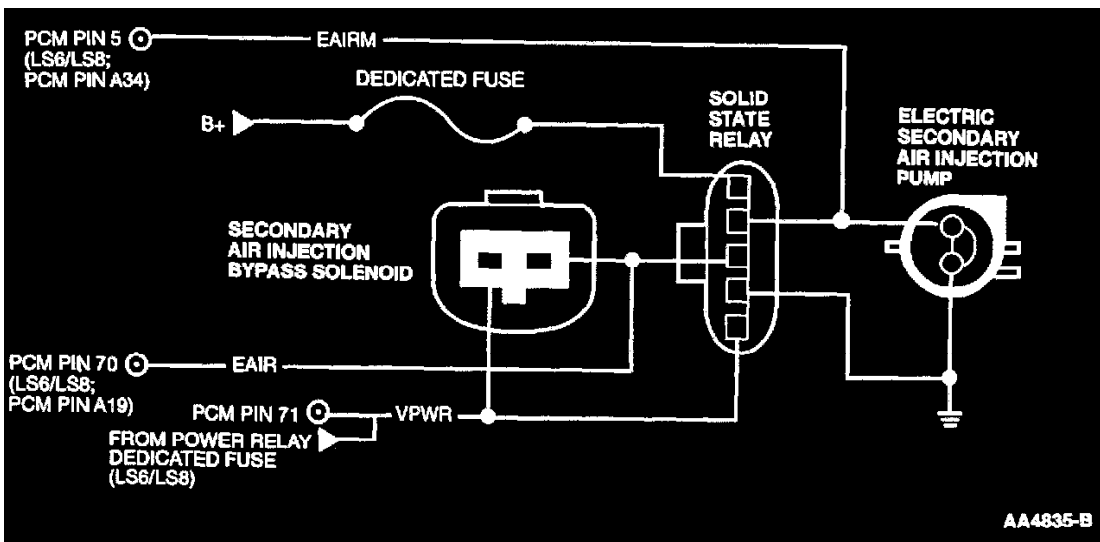 PCM PIN 5
(LS6/LS8;
PCM PIN A34)
EAIRM
DEDICATED FUSE
B+
SOLID
STATE
RELAY
ELECTRIC
SECONDARY
AIR INJECTION
PUMP
SECONDARY
AIR INJECTION
BYPASS SOLENOID
PCM PIN 70
(LS6/LS8;
PCM PIN A19)
EAIR
PCM PIN 71
VPWR
FROM POWER RELAY
DEDICATED FUSE
(LS6/LS8)
AA4835-B